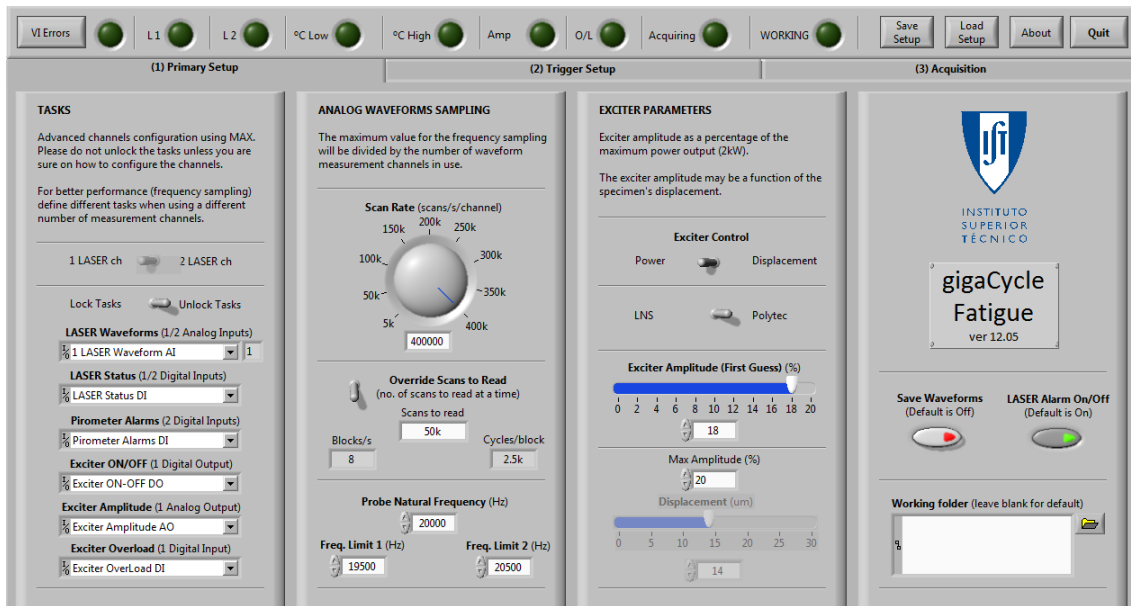 VI Errors L 1 L 2 ºC Low ºC High Amp O/L Acquiring WORKING Save Setup Load Setup About Quit
(1) Primary Setup (2) Trigger Setup (3) Acquisition
TASKS
Advanced channels configuration using MAX.
Please do not unlock the tasks unless you are
sure on how to configure the channels.
For better performance (frequency sampling)
define different tasks when using a different
number of measurement channels.
1 LASER ch 2 LASER ch
Lock Tasks Unlock Tasks
LASER Waveforms (1/2 Analog Inputs)
1 LASER Waveform AI 1
LASER Status (1/2 Digital Inputs)
LASER Status DI
Pirometer Alarms (2 Digital Inputs)
Pirometer Alarms DI
Exciter ON/OFF (1 Digital Output)
Exciter ON-OFF DO
Exciter Amplitude (1 Analog Output)
Exciter Amplitude AO
Exciter Overload (1 Digital Input)
Exciter OverLoad DI
ANALOG WAVEFORMS SAMPLING
The maximum value for the frequency sampling
will be divided by the number of waveform
measurement channels in use.
Scan Rate (scans/s/channel)
200k
150k 250k
100k 300k
50k 350k
5k 400k
400000
Override Scans to Read
(no. of scans to read at a time)
Scans to read
50k
Blocks/s Cycles/block
8 2.5k
Probe Natural Frequency (Hz)
20000
Freq. Limit 1 (Hz) Freq. Limit 2 (Hz)
19500 20500
EXCITER PARAMETERS
Exciter amplitude as a percentage of the
maximum power output (2kW).
The exciter amplitude may be a function of the
specimen's displacement.
Exciter Control
Power Displacement
LNS Polytec
Exciter Amplitude (First Guess) (%)
0 2 4 6 8 10 12 14 16 18 20
18
Max Amplitude (%)
20
Displacement (um)
0 5 10 15 20 25 30
14
INSTITUTO
SUPERIOR
TÉCNICO
gigaCycle
Fatigue
ver 12.05
Save Waveforms LASER Alarm On/Off
(Default is Off) (Default is On)
Working folder (leave blank for default)